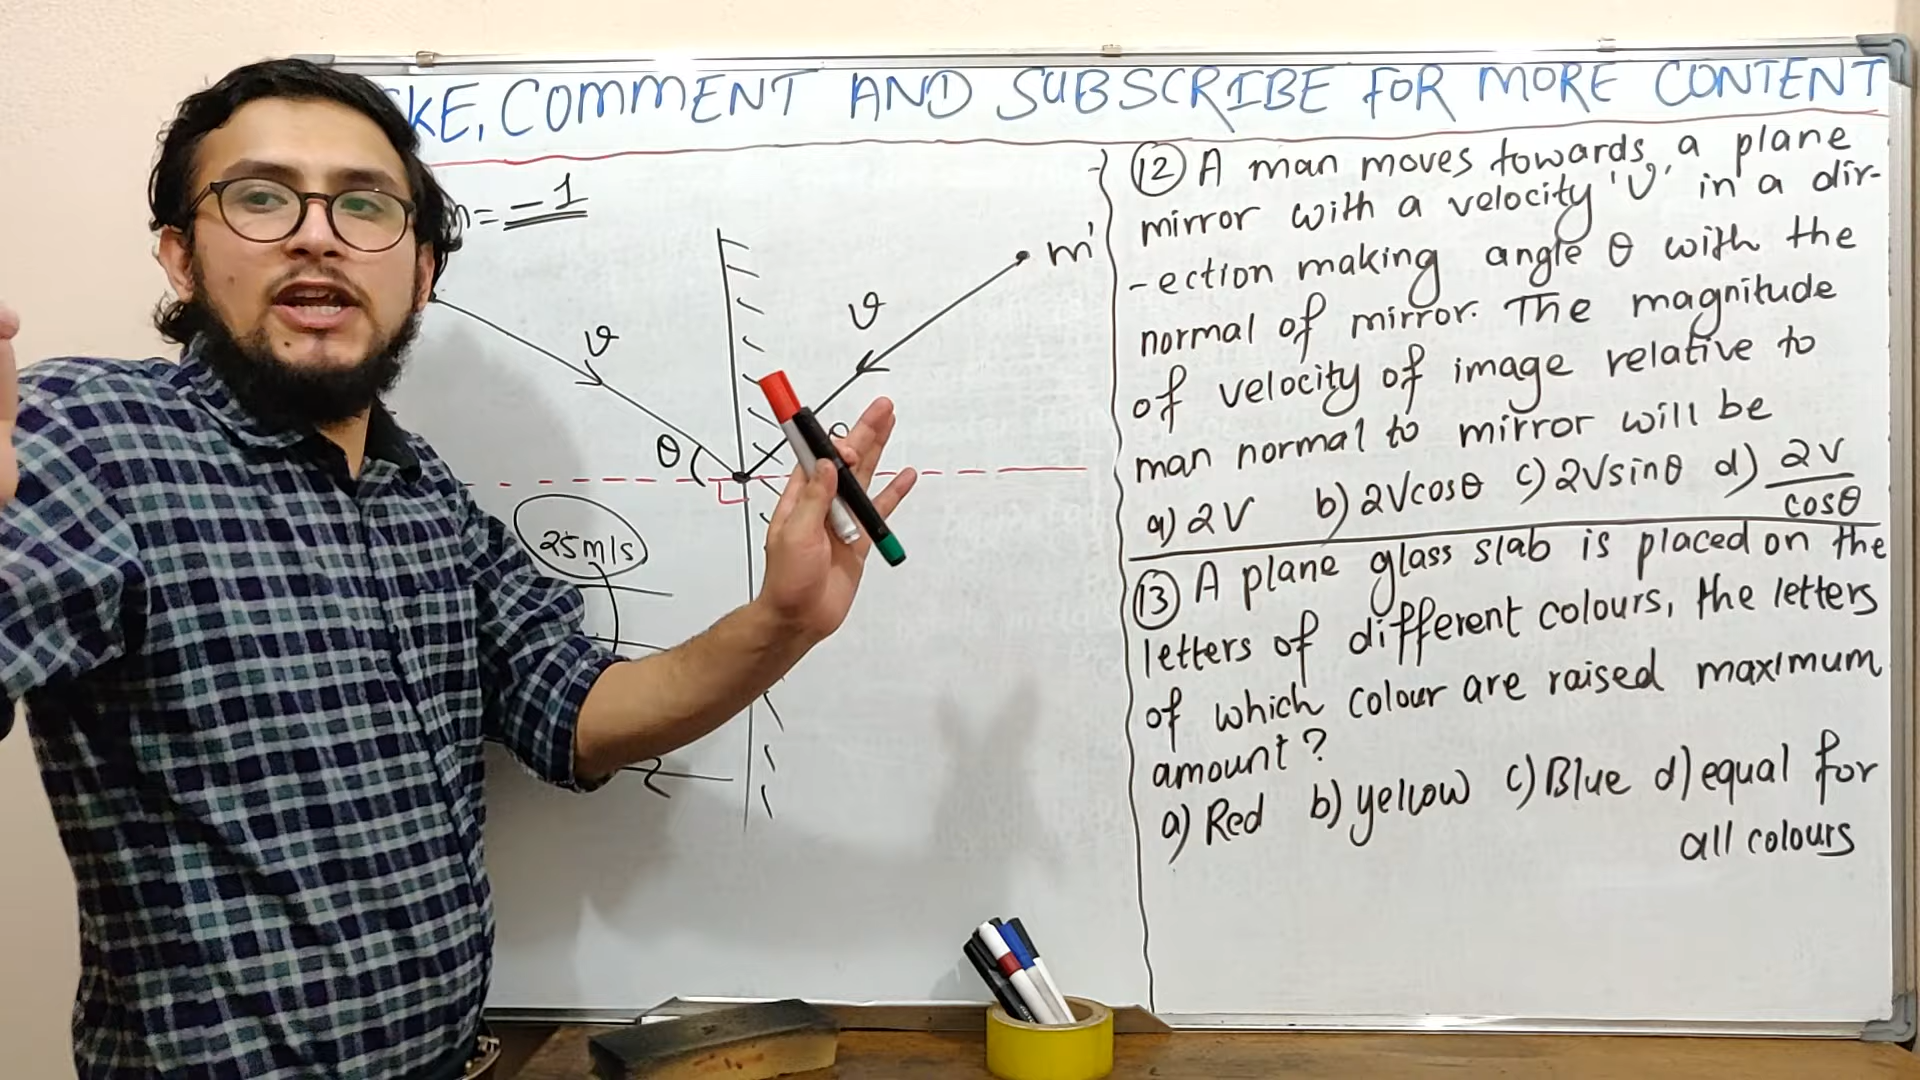 KE, COMMENT AND SUBSCRIBE FOR MORE CONTENT
m = -1
m'
v
v
θ
25m/s
⑫ A man moves towards a plane
mirror with a velocity 'v' in a dir-
-ection making angle θ with the
normal of mirror. The magnitude
of velocity of image relative to
man normal to mirror will be
a) 2V b) 2Vcosθ c) 2Vsinθ d) 2V/cosθ
⑬ A plane glass slab is placed on the
letters of different colours, the letters
of which colour are raised maximum
amount?
a) Red b) yellow c) Blue d) equal for
all colours